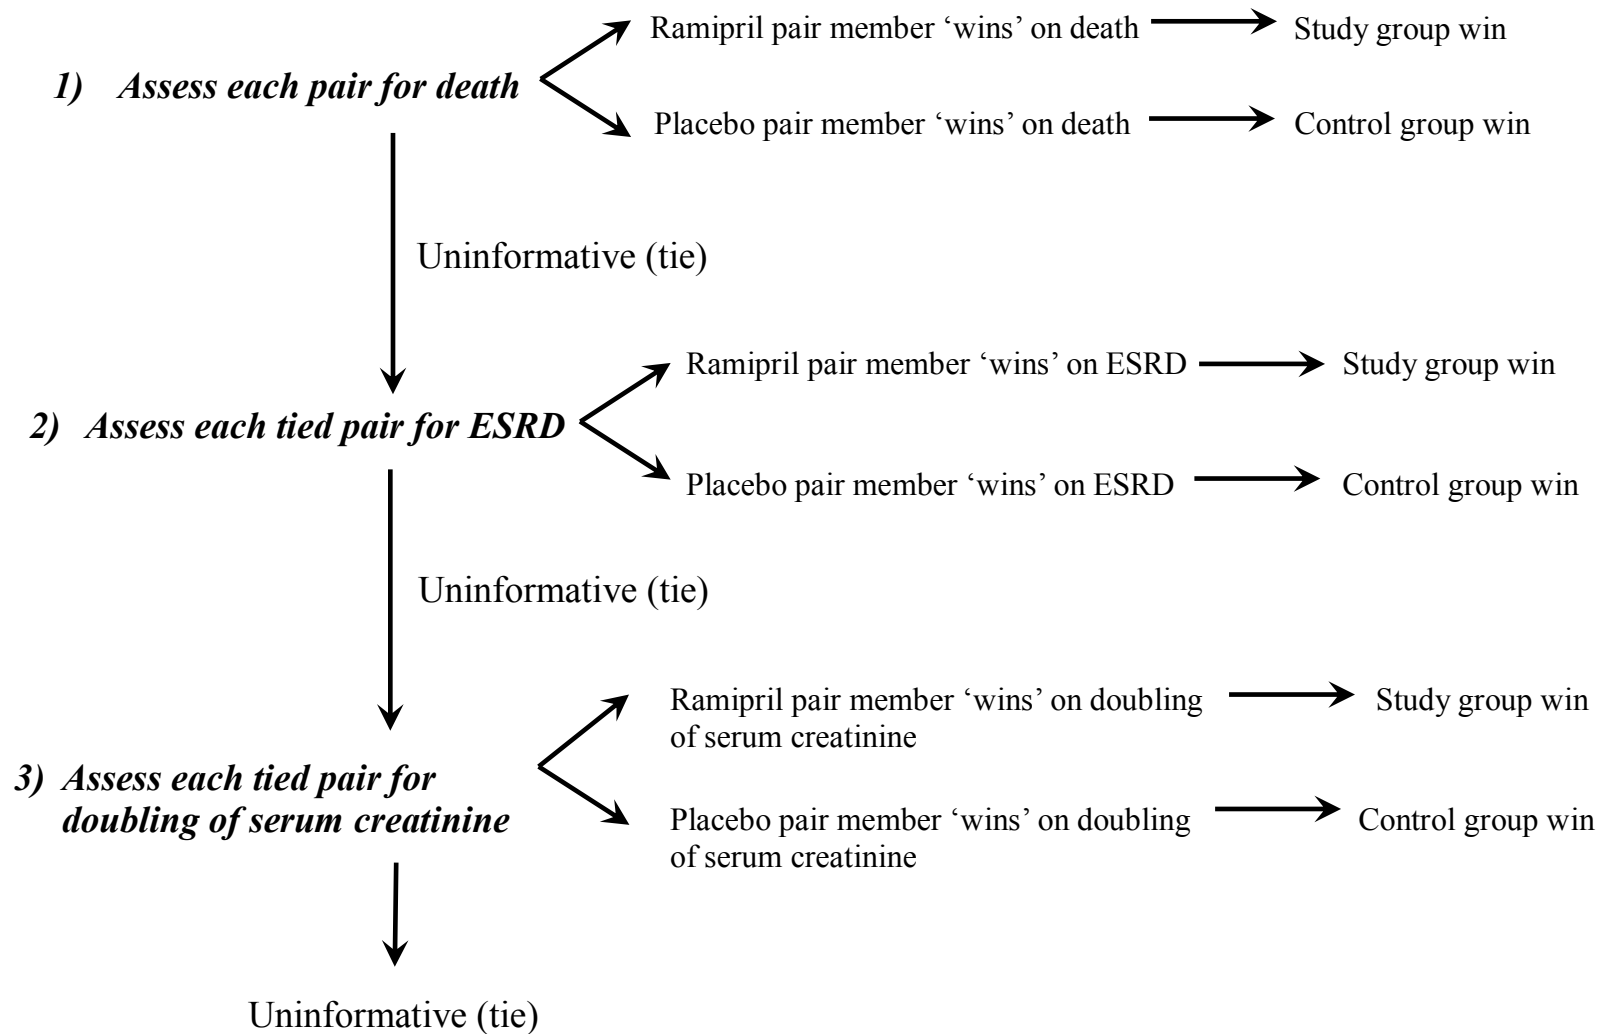 Ramipril pair member ‘wins’ on death
Study group win
1) Assess each pair for death
Placebo pair member ‘wins’ on death
Control group win
Uninformative (tie)
Ramipril pair member ‘wins’ on ESRD
Study group win
2) Assess each tied pair for ESRD
Placebo pair member ‘wins’ on ESRD
Control group win
Uninformative (tie)
Ramipril pair member ‘wins’ on doubling
of serum creatinine
Study group win
3) Assess each tied pair for
doubling of serum creatinine
Placebo pair member ‘wins’ on doubling
of serum creatinine
Control group win
Uninformative (tie)